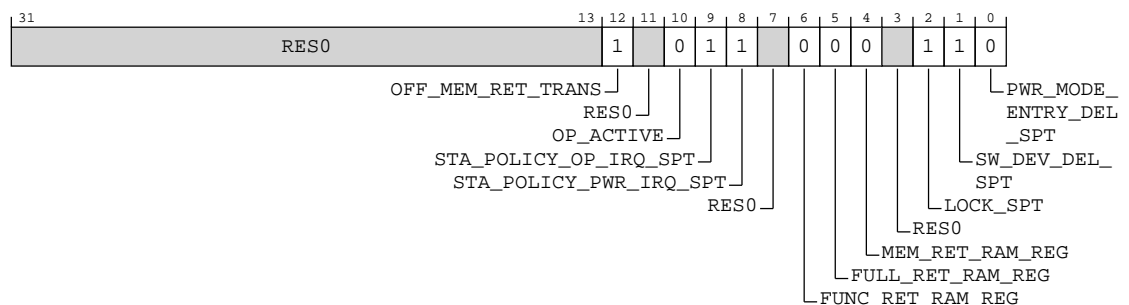 31 13 12 11 10 9 8 7 6 5 4 3 2 1 0
RES0 1 0 1 1 0 0 0 1 1 0
OFF_MEM_RET_TRANS
RES0
OP_ACTIVE
STA_POLICY_OP_IRQ_SPT
STA_POLICY_PWR_IRQ_SPT
RES0
PWR_MODE_
ENTRY_DEL
_SPT
SW_DEV_DEL_
SPT
LOCK_SPT
RES0
MEM_RET_RAM_REG
FULL_RET_RAM_REG
FUNC_RET_RAM_REG